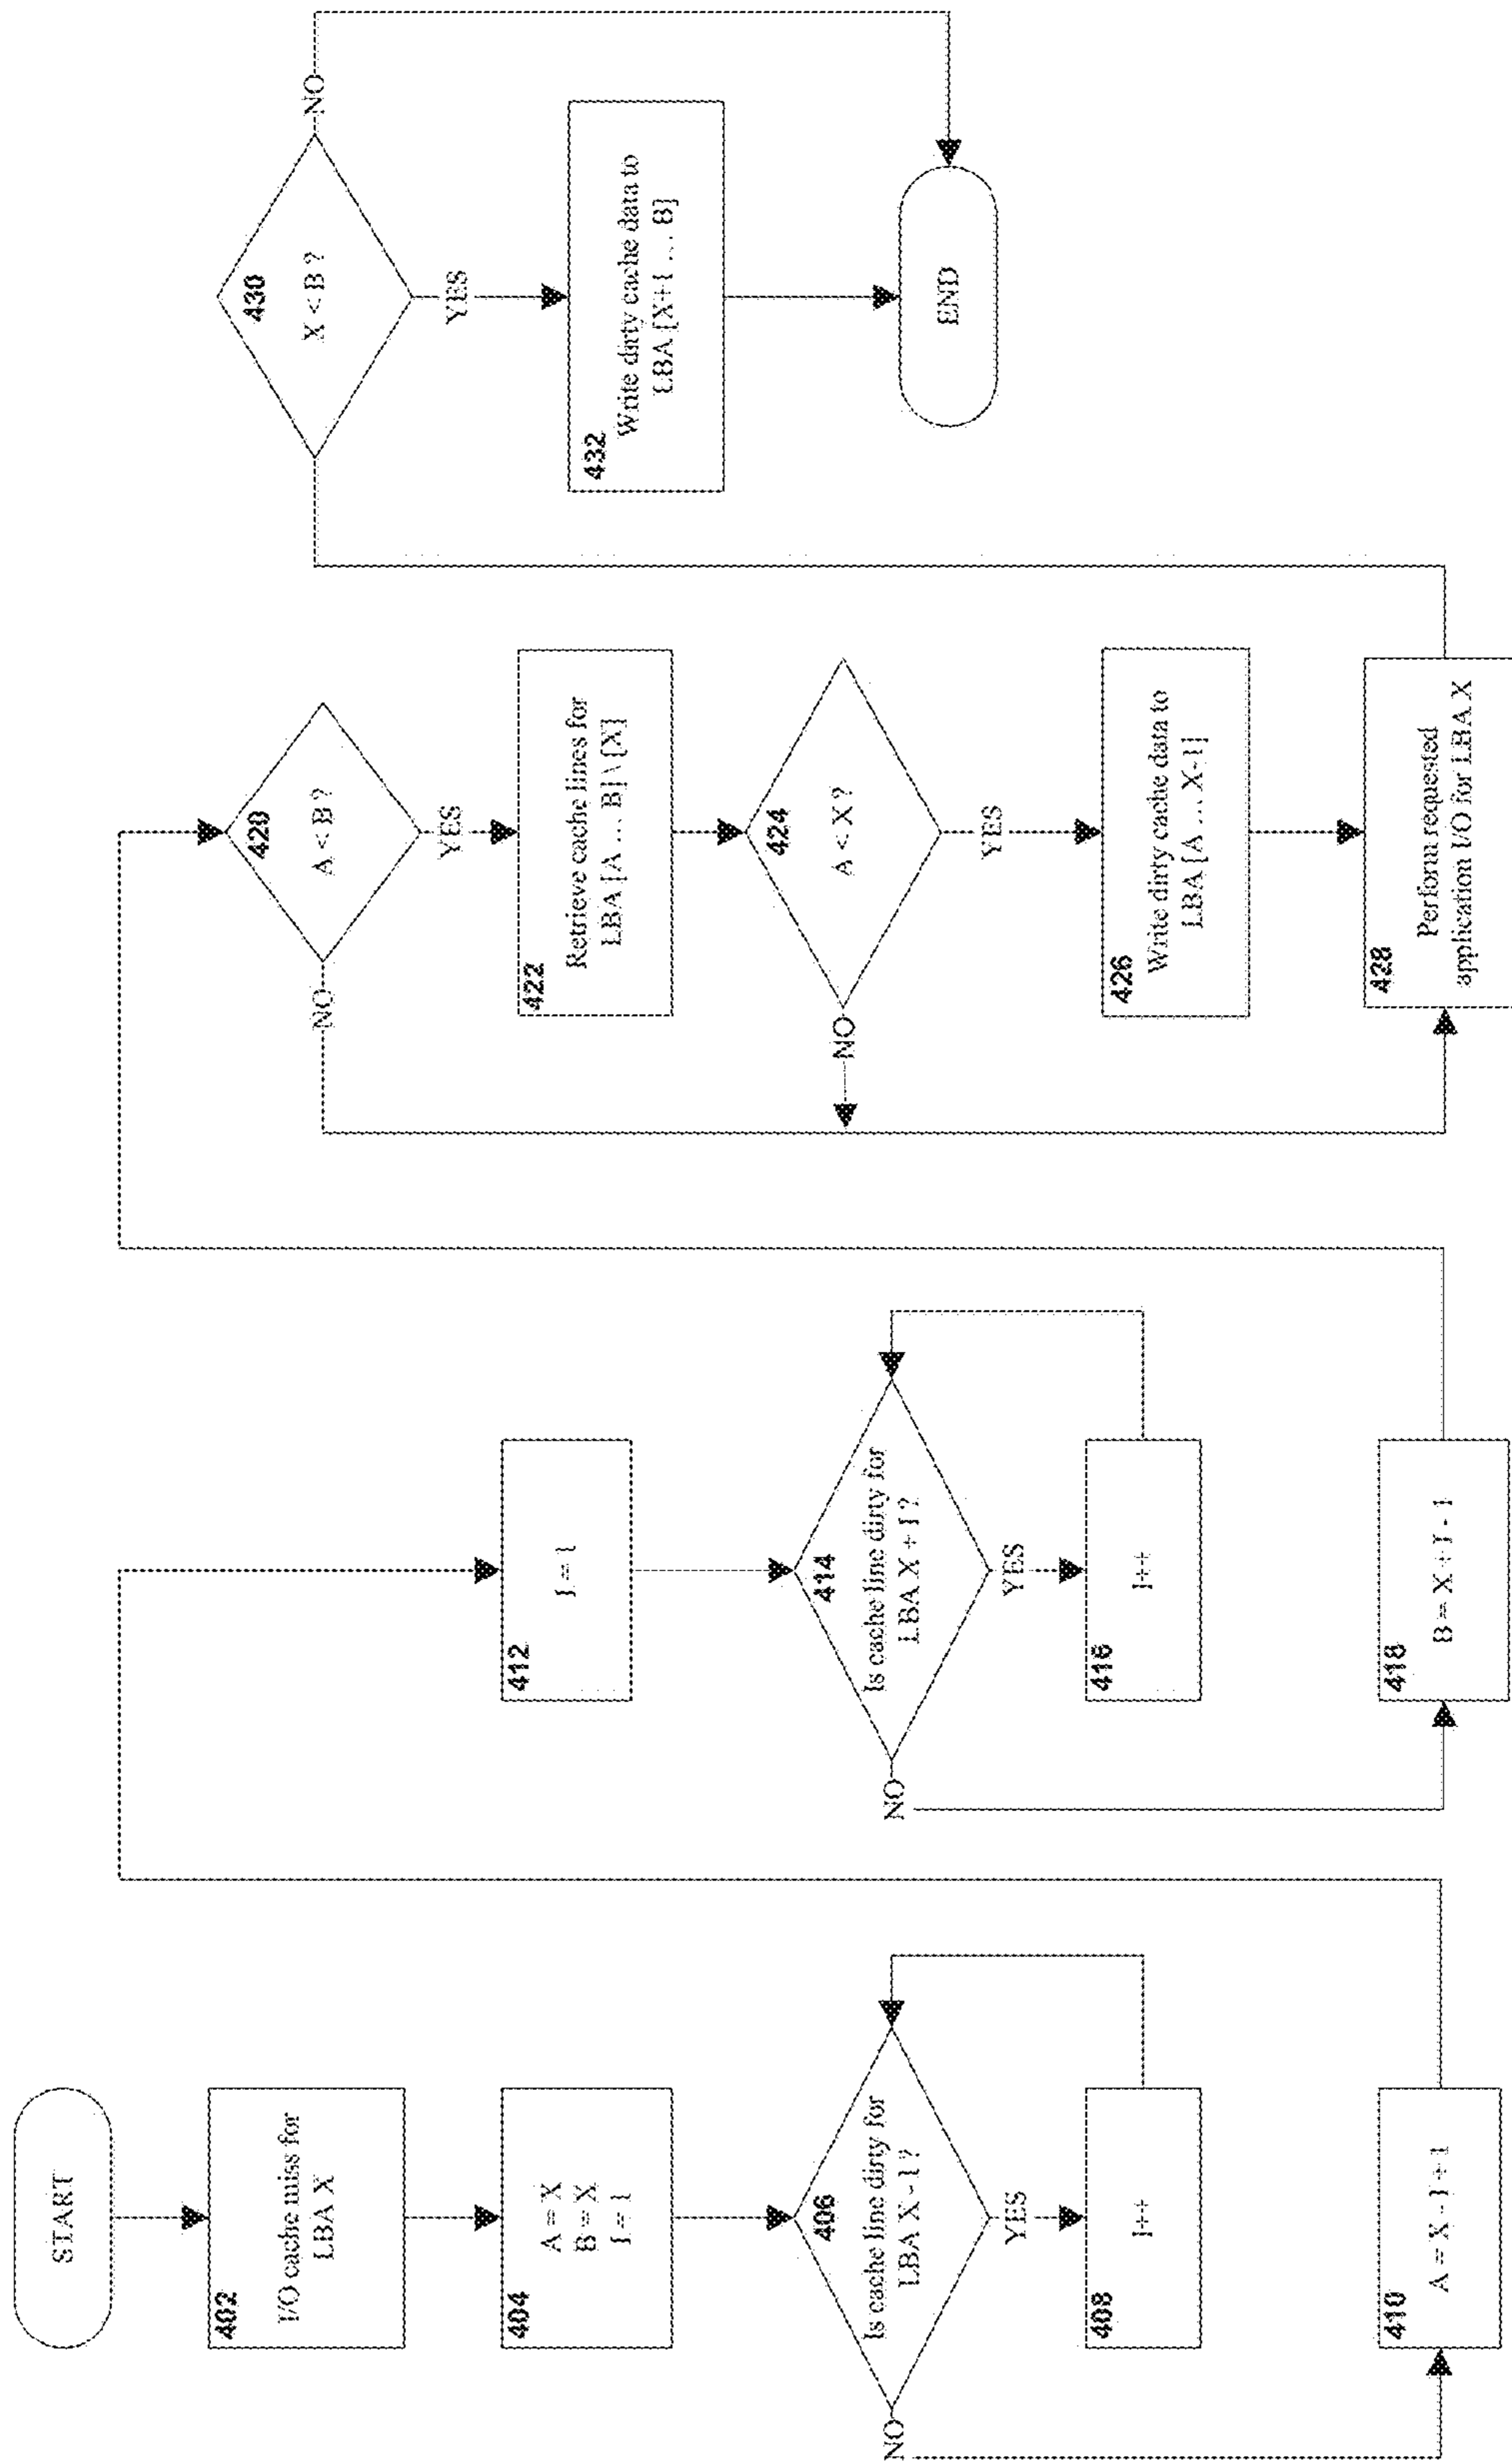 START
402
I/O cache miss for
LBA X
404
A = X
B = X
I = 1
406
Is cache line dirty for
LBA X - I ?
YES
NO
408
I++
410
A = X - I + 1
412
I = 1
414
Is cache line dirty for
LBA X + I ?
YES
NO
416
I++
418
B = X + I - 1
420
A < B ?
NO
YES
422
Retrieve cache lines for
LBA [A ... B] \ [X]
424
A < X ?
NO
YES
426
Write dirty cache data to
LBA [A ... X-1]
428
Perform requested
application I/O for LBA X
430
X < B ?
NO
YES
432
Write dirty cache data to
LBA [X+1 ... B]
END